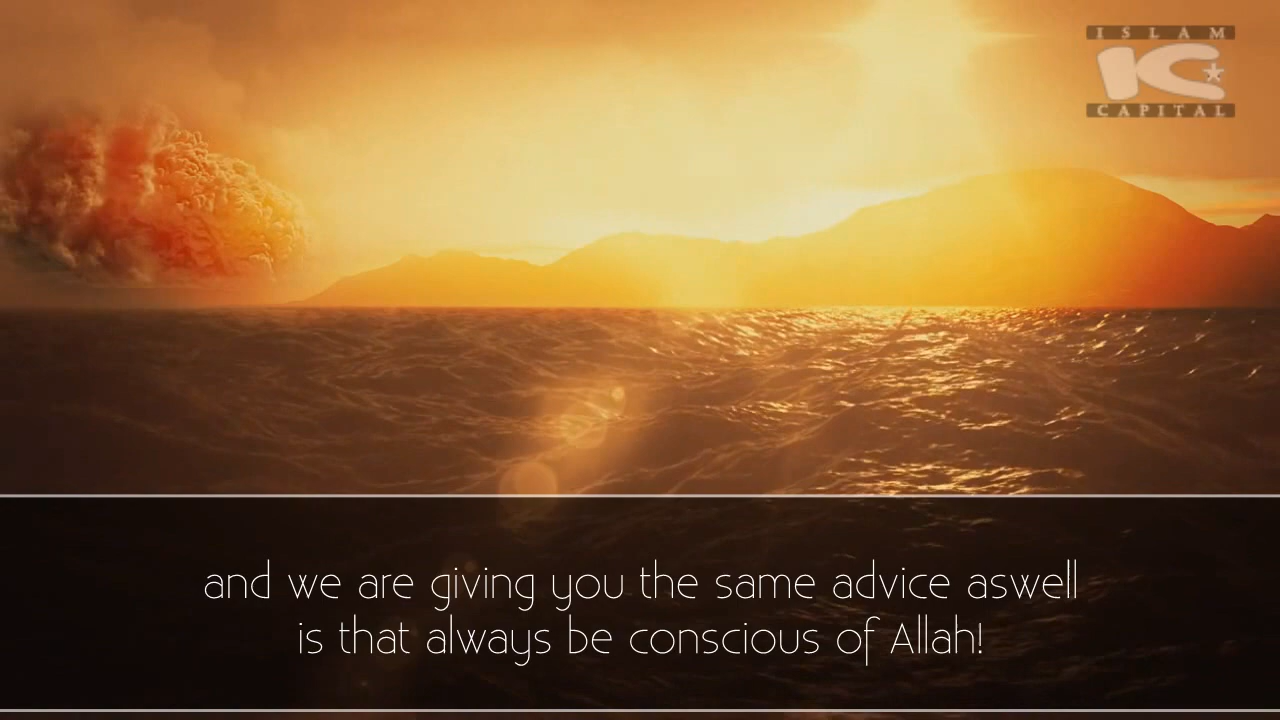 ISLAM
IC
CAPITAL
and we are giving you the same advice aswell
is that always be conscious of Allah!